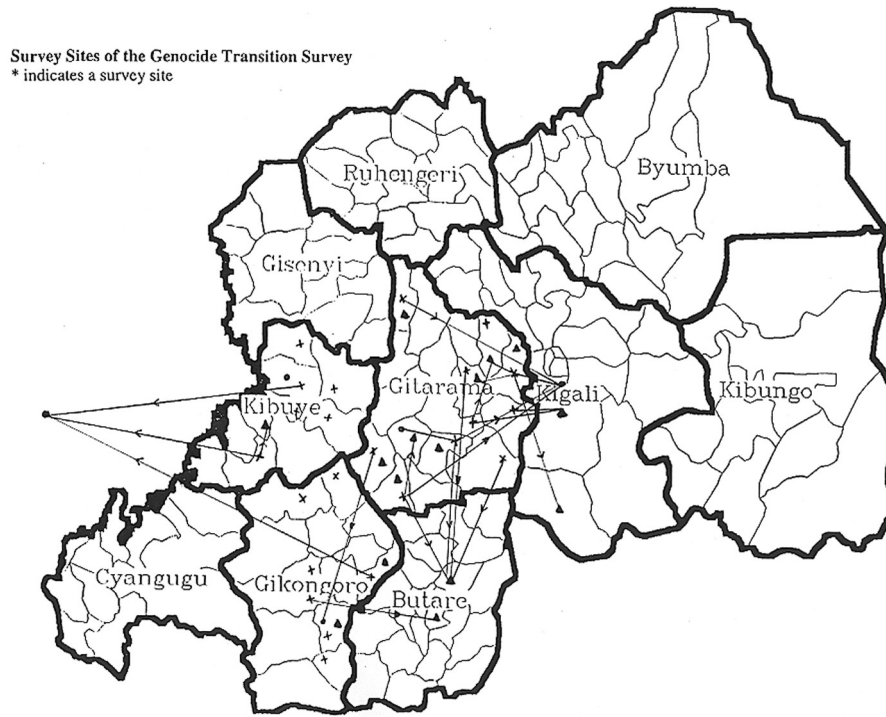 Survey Sites of the Genocide Transition Survey
* indicates a survey site
Ruhengeri
Byumba
Gisenyi
Gitarama
Kigali
Kibungo
Kibuye
Cyangugu
Gikongoro
Butare